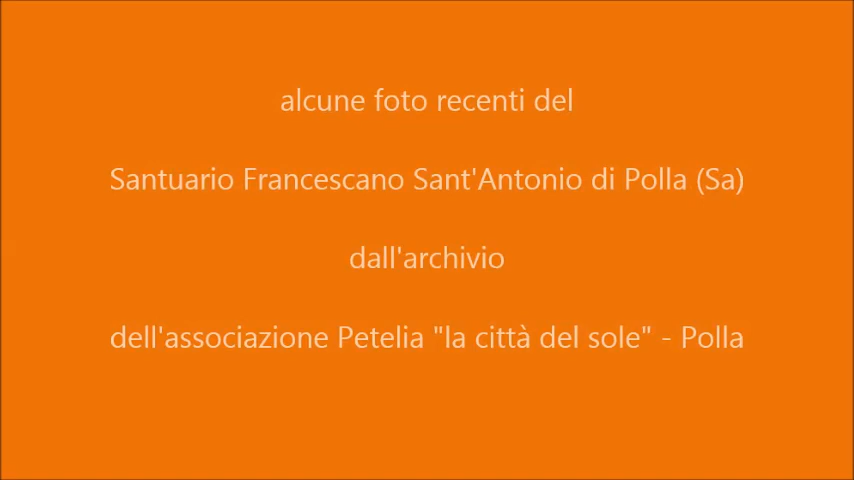 alcune foto recenti del
Santuario Francescano Sant'Antonio di Polla (Sa)
dall'archivio
dell'associazione Petelia "la città del sole" - Polla